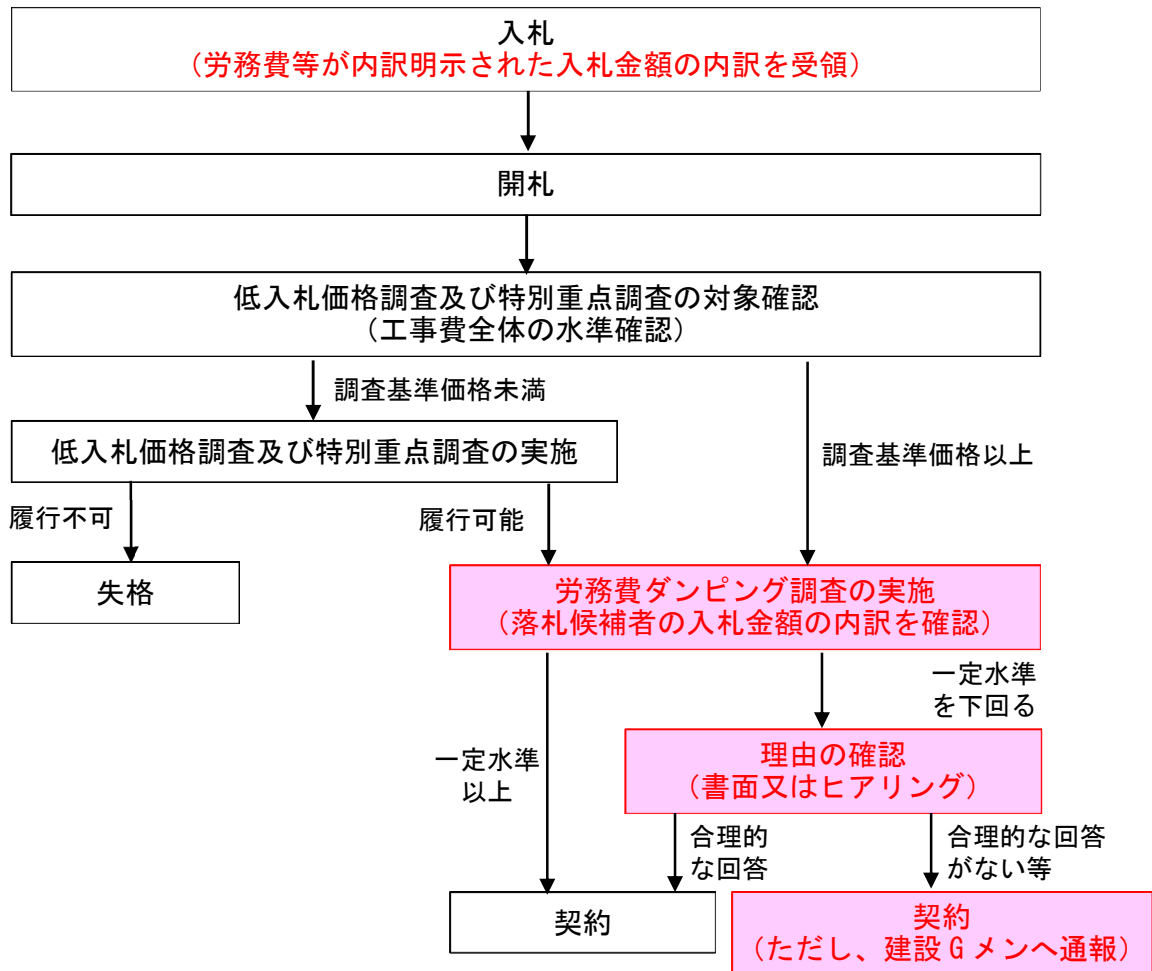 入札
（労務費等が内訳明示された入札金額の内訳を受領）
開札
低入札価格調査及び特別重点調査の対象確認
（工事費全体の水準確認）
調査基準価格未満
低入札価格調査及び特別重点調査の実施
調査基準価格以上
履行不可
履行可能
失格
労務費ダンピング調査の実施
（落札候補者の入札金額の内訳を確認）
一定水準
を下回る
理由の確認
（書面又はヒアリング）
一定水準
以上
合理的
な回答
合理的な回答
がない等
契約
契約
（ただし、建設Gメンへ通報）